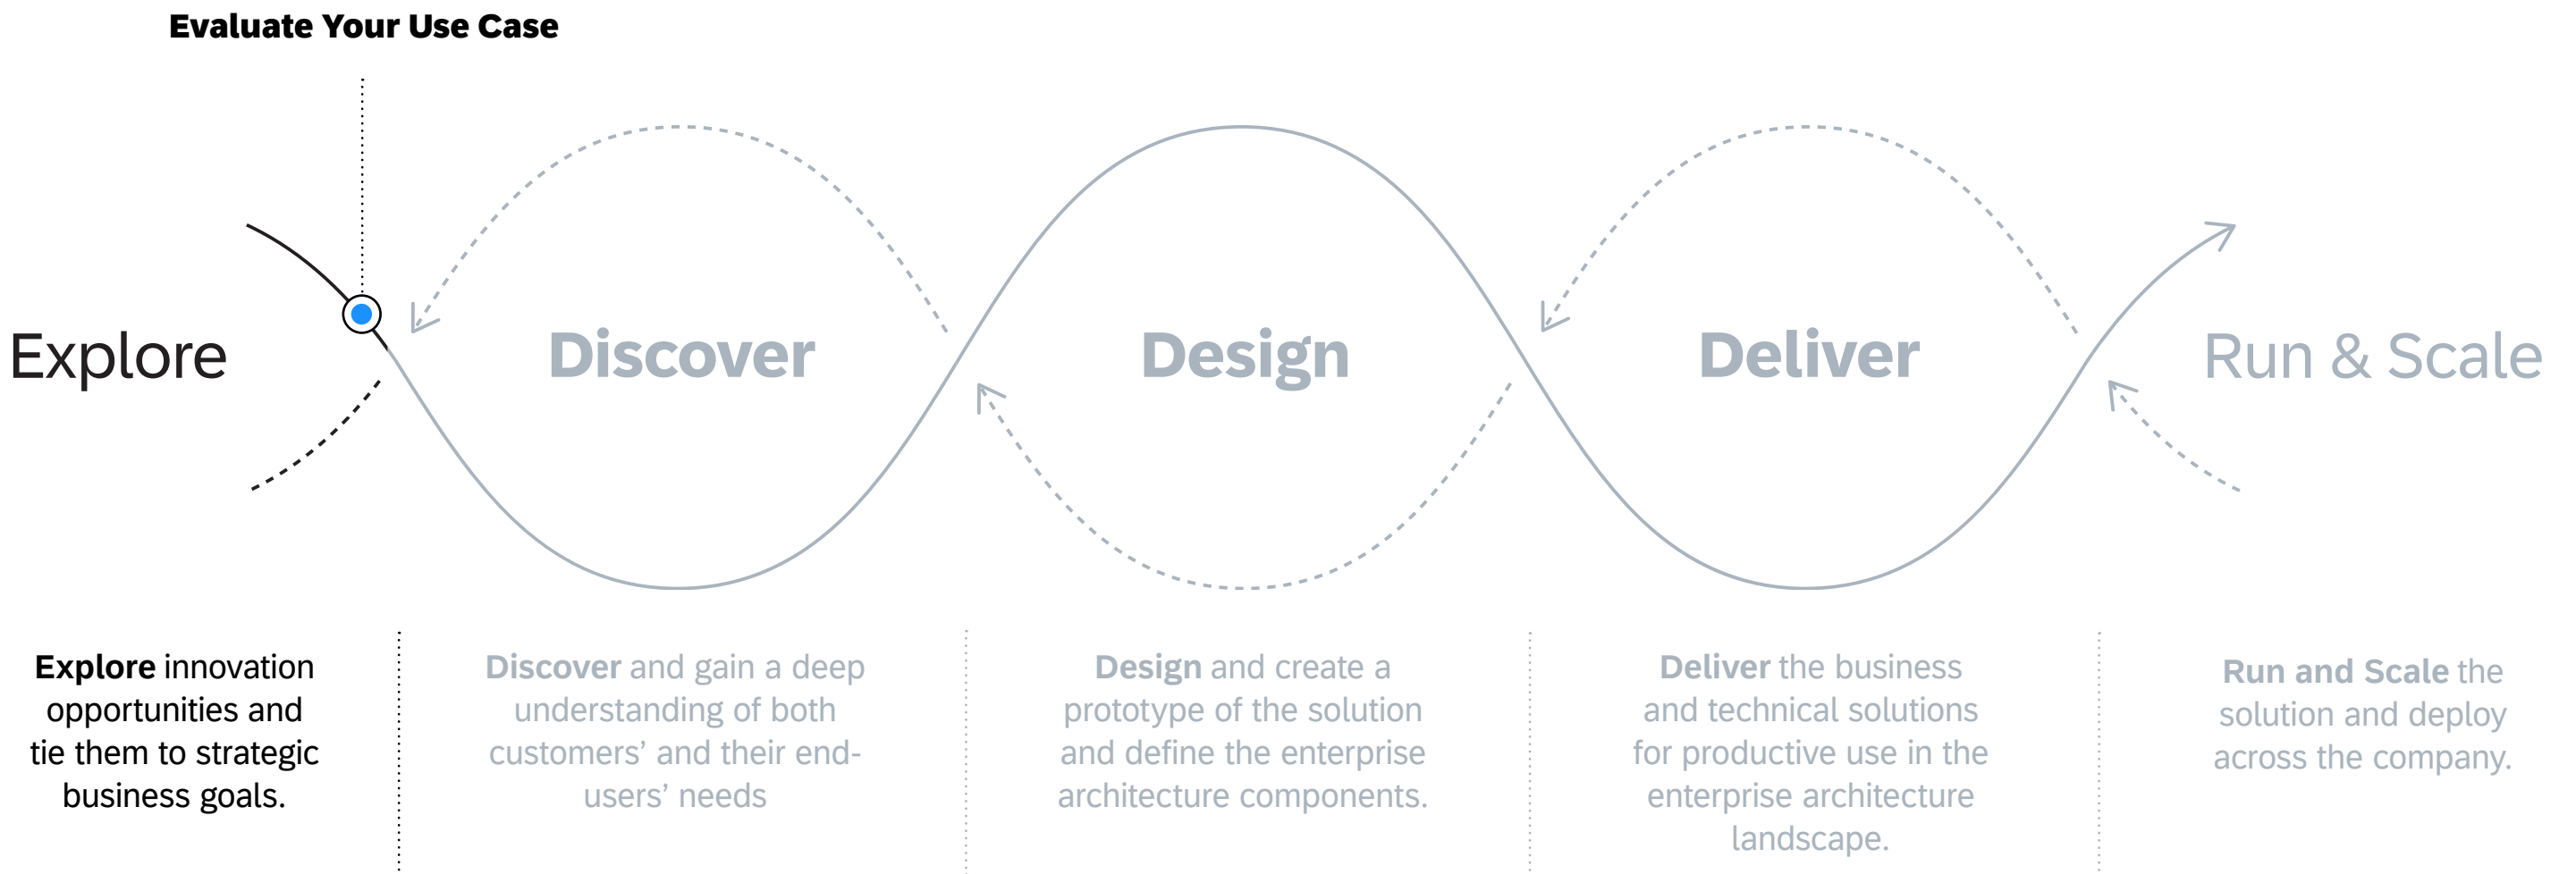 Evaluate Your Use Case
Explore
Discover
Design
Deliver
Run & Scale
Explore innovation
opportunities and
tie them to strategic
business goals.
Discover and gain a deep
understanding of both
customers’ and their end-
users’ needs
Design and create a
prototype of the solution
and define the enterprise
architecture components.
Deliver the business
and technical solutions
for productive use in the
enterprise architecture
landscape.
Run and Scale the
solution and deploy
across the company.